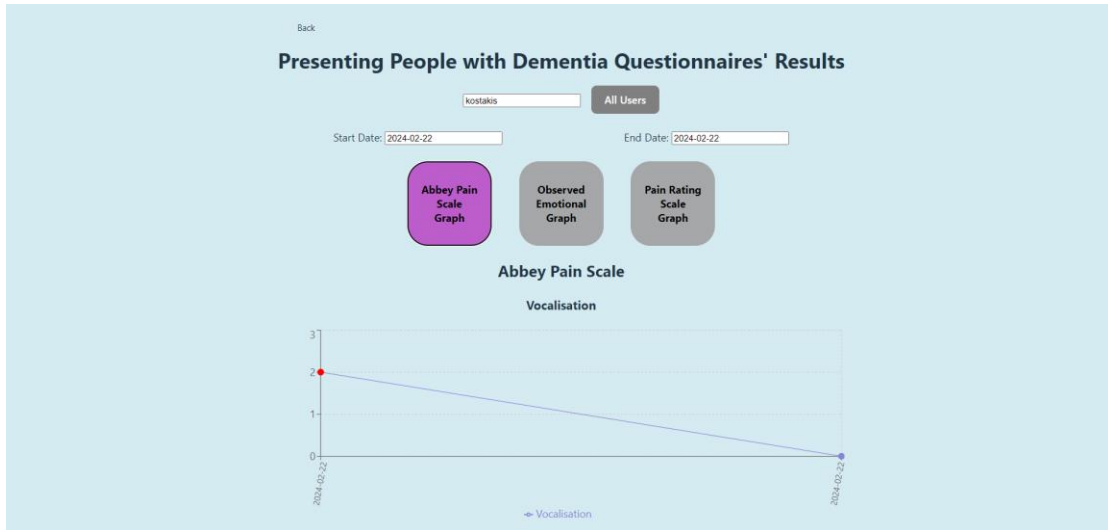 Back
Presenting People with Dementia Questionnaires' Results
kostakis All Users
Start Date: 2024-02-22 End Date: 2024-02-22
Abbey Pain
Scale
Graph
Observed
Emotional
Graph
Pain Rating
Scale
Graph
Abbey Pain Scale
Vocalisation
3
2
1
0
2024-02-22
2024-02-22
Vocalisation